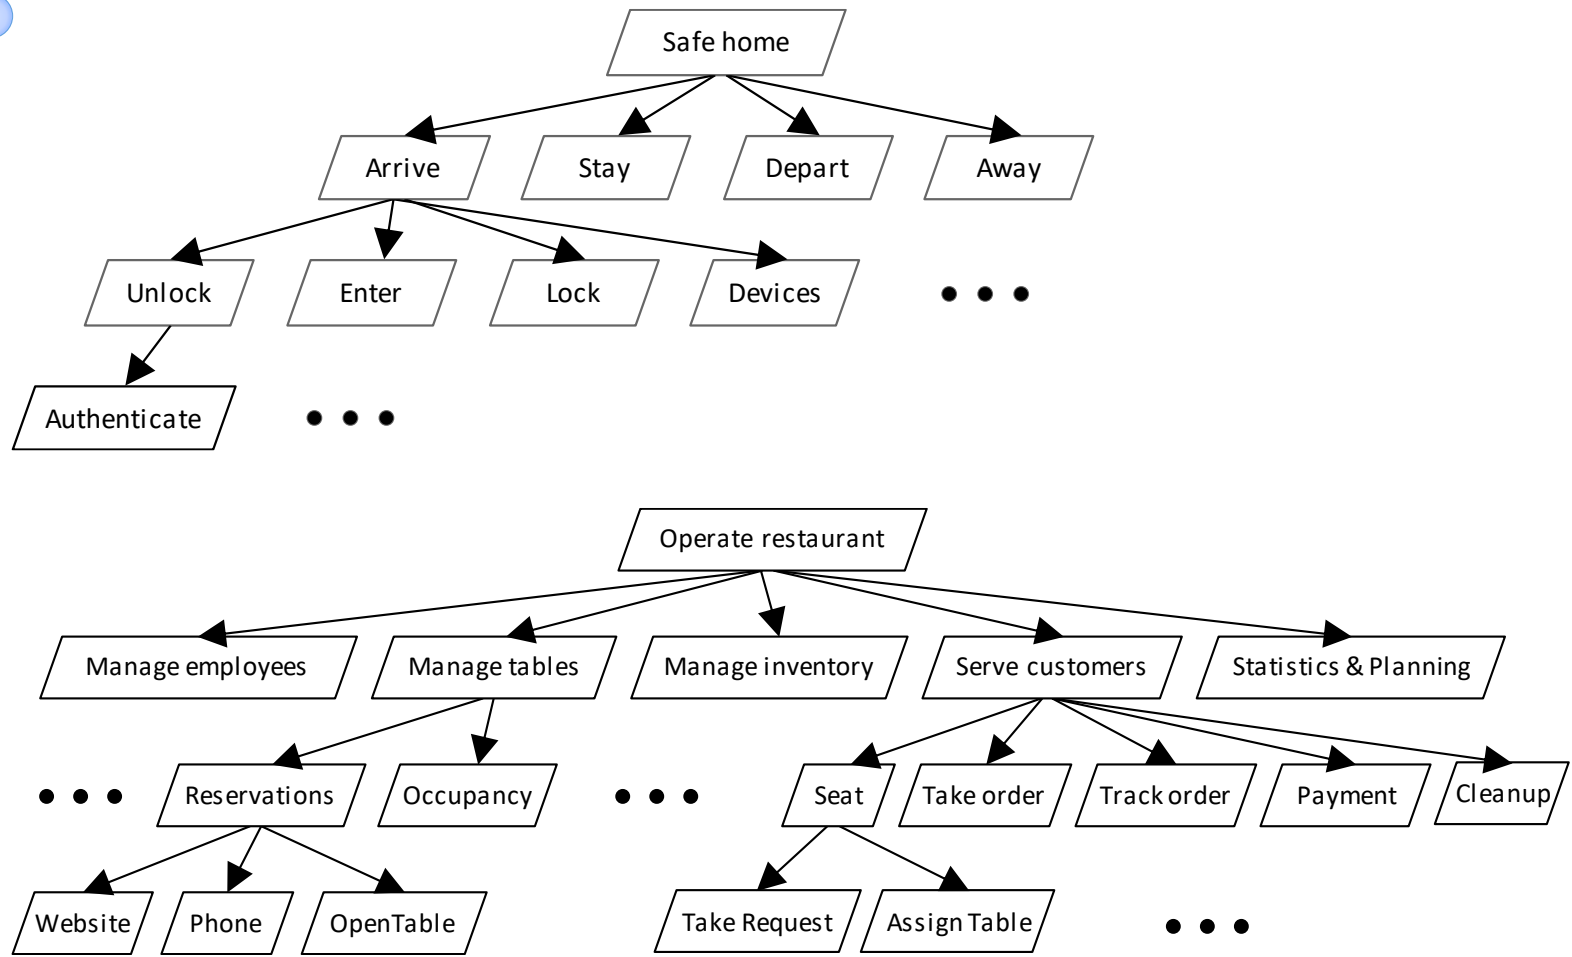 Safe home
Arrive
Stay
Depart
Away
Unlock
Enter
Lock
Devices
Authenticate
Operate restaurant
Manage employees
Manage tables
Manage inventory
Serve customers
Statistics & Planning
Reservations
Occupancy
Seat
Take order
Track order
Payment
Cleanup
Website
Phone
OpenTable
Take Request
Assign Table